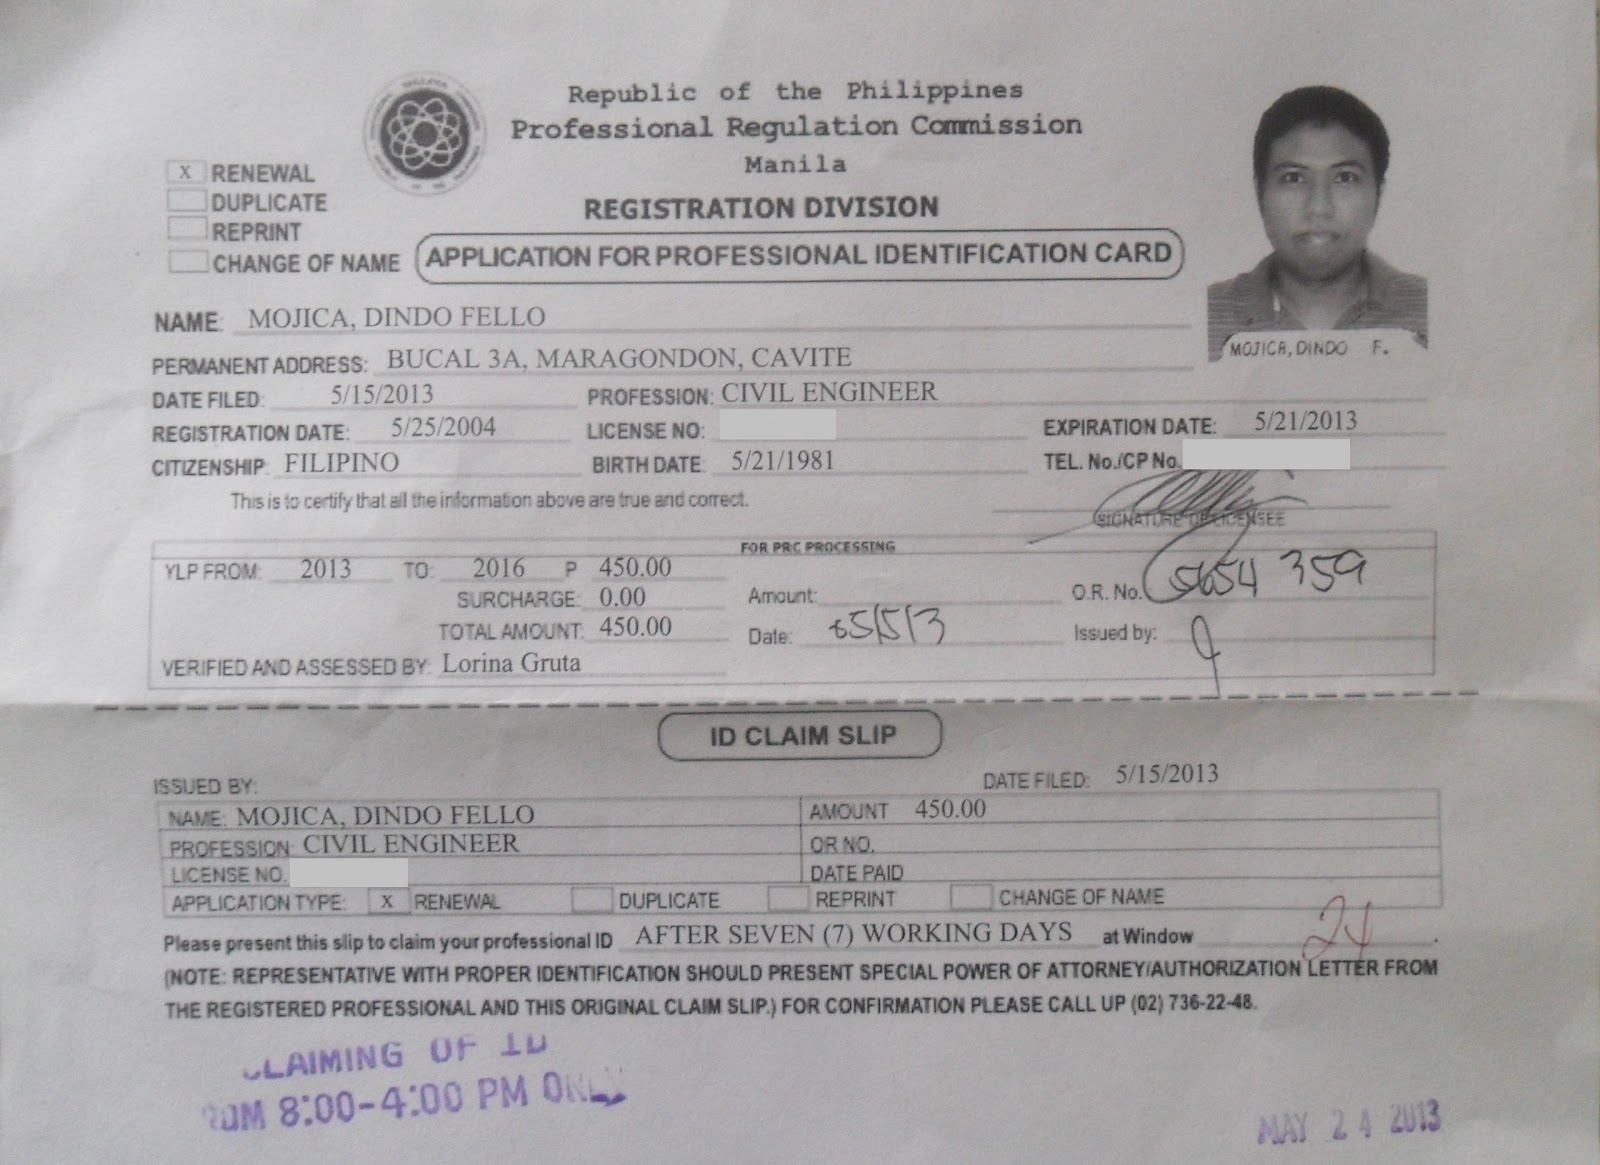 Republic of the Philippines
Professional Regulation Commission
Manila
REGISTRATION DIVISION
X RENEWAL
DUPLICATE
REPRINT
CHANGE OF NAME
APPLICATION FOR PROFESSIONAL IDENTIFICATION CARD
MOJICA, DINDO F.
NAME: MOJICA, DINDO FELLO
PERMANENT ADDRESS: BUCAL 3A, MARAGONDON, CAVITE
DATE FILED: 5/15/2013 PROFESSION: CIVIL ENGINEER
REGISTRATION DATE: 5/25/2004 LICENSE NO: EXPIRATION DATE: 5/21/2013
CITIZENSHIP: FILIPINO BIRTH DATE: 5/21/1981 TEL. No./CP No.
This is to certify that all the information above are true and correct.
SIGNATURE OF LICENSEE
FOR PRC PROCESSING
YLP FROM: 2013 TO: 2016 P 450.00
SURCHARGE: 0.00 Amount: O.R. No. 5654 359
TOTAL AMOUNT: 450.00 Date: Issued by:
VERIFIED AND ASSESSED BY: Lorina Gruta
ID CLAIM SLIP
ISSUED BY: DATE FILED: 5/15/2013
NAME: MOJICA, DINDO FELLO AMOUNT 450.00
PROFESSION: CIVIL ENGINEER OR NO.
LICENSE NO. DATE PAID
APPLICATION TYPE: X RENEWAL DUPLICATE REPRINT CHANGE OF NAME
Please present this slip to claim your professional ID AFTER SEVEN (7) WORKING DAYS at Window 24.
(NOTE: REPRESENTATIVE WITH PROPER IDENTIFICATION SHOULD PRESENT SPECIAL POWER OF ATTORNEY/AUTHORIZATION LETTER FROM
THE REGISTERED PROFESSIONAL AND THIS ORIGINAL CLAIM SLIP.) FOR CONFIRMATION PLEASE CALL UP (02) 736-22-48.
CLAIMING OF ID
FROM 8:00-4:00 PM ONLY
MAY 24 2013